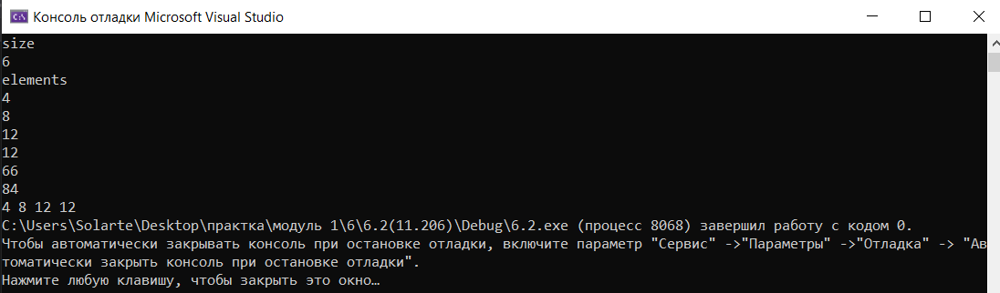 Консоль отладки Microsoft Visual Studio
size
6
elements
4
8
12
12
66
84
4 8 12 12
C:\Users\Solarte\Desktop\практка\модуль 1\6\6.2(11.206)\Debug\6.2.exe (процесс 8068) завершил работу с кодом 0.
Чтобы автоматически закрывать консоль при остановке отладки, включите параметр "Сервис" ->"Параметры" ->"Отладка" -> "Ав
томатически закрыть консоль при остановке отладки".
Нажмите любую клавишу, чтобы закрыть это окно…